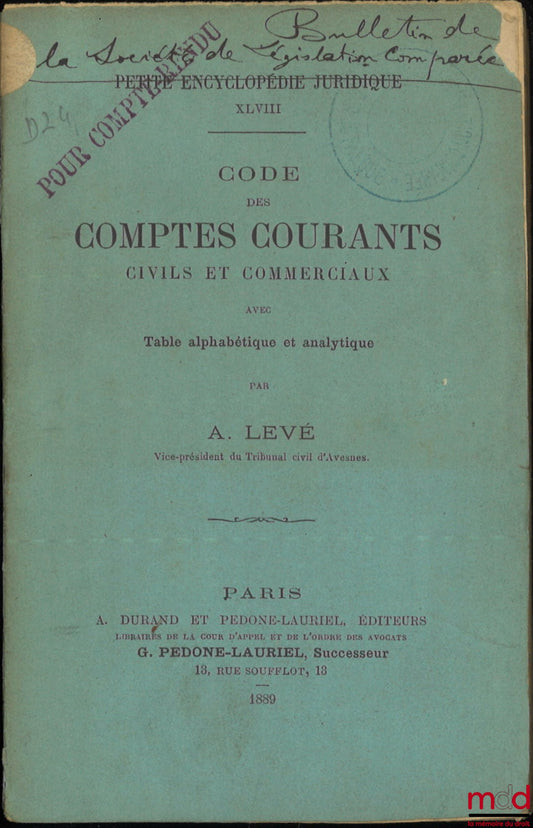 Bulletin de
la Société de Législation Comparée
PETITE ENCYCLOPÉDIE JURIDIQUE
XLVIII
POUR COMPTE RENDU
D24
CODE
DES
COMPTES COURANTS
CIVILS ET COMMERCIAUX
AVEC
Table alphabétique et analytique
PAR
A. LEVÉ
Vice-président du Tribunal civil d'Avesnes.
PARIS
A. DURAND ET PEDONE-LAURIEL, ÉDITEURS
LIBRAIRES DE LA COUR D'APPEL ET DE L'ORDRE DES AVOCATS
G. PEDONE-LAURIEL, Successeur
13, RUE SOUFFLOT, 13
1889
mdd
la mémoire du droit